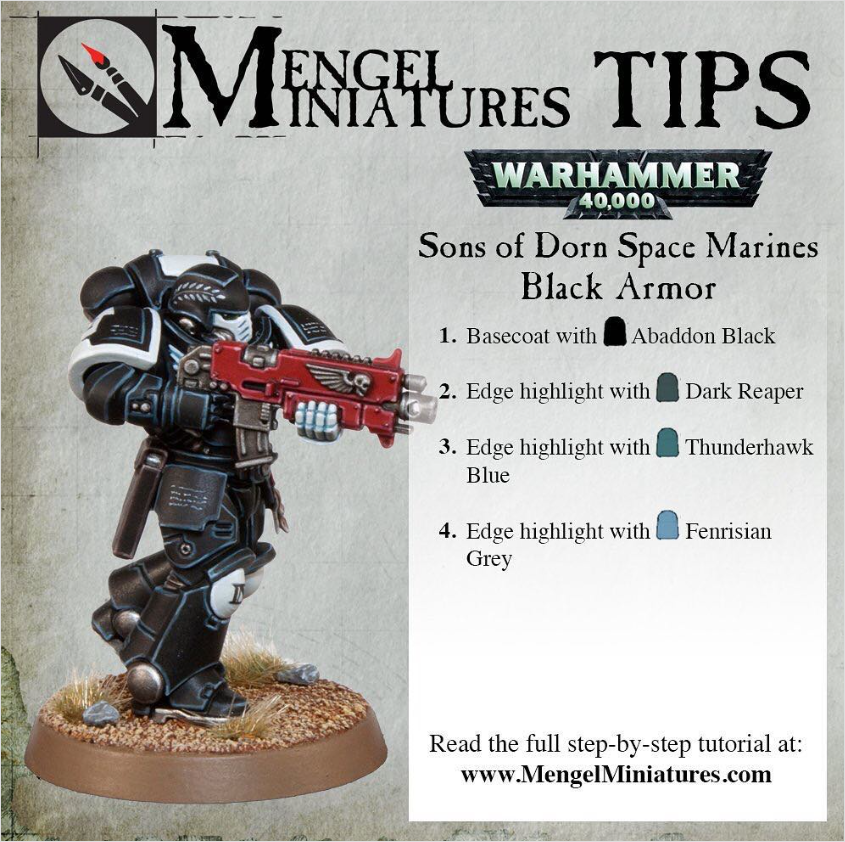 MENGEL
MINIATURES TIPS
WARHAMMER
40,000
Sons of Dorn Space Marines
Black Armor
1. Basecoat with Abaddon Black
2. Edge highlight with Dark Reaper
3. Edge highlight with Thunderhawk
Blue
4. Edge highlight with Fenrisian
Grey
Read the full step-by-step tutorial at:
www.MengelMiniatures.com